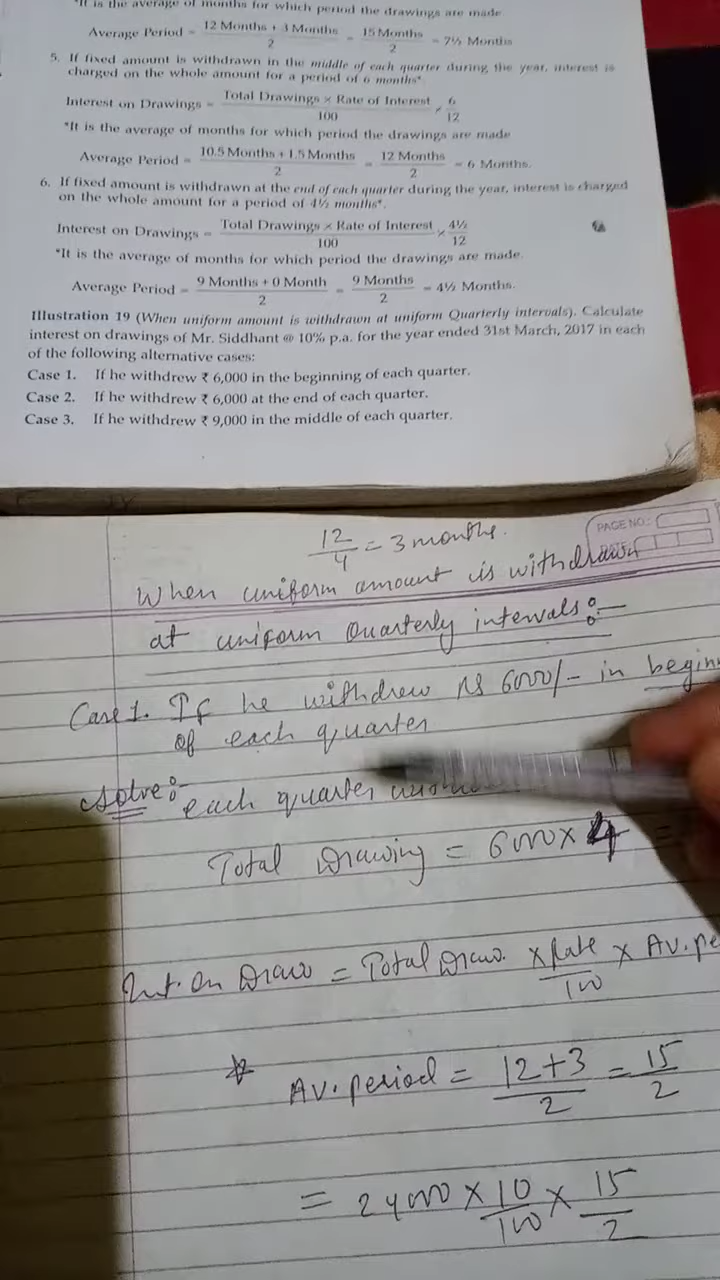 *It is the average of months for which period the drawings are made
Average Period = 12 Months + 3 Months / 2 = 15 Months / 2 = 7½ Months
5. If fixed amount is withdrawn in the middle of each quarter during the year, interest is
charged on the whole amount for a period of 6 months*.
Interest on Drawings = Total Drawings × Rate of Interest / 100 × 6 / 12
*It is the average of months for which period the drawings are made
Average Period = 10.5 Months + 1.5 Months / 2 = 12 Months / 2 = 6 Months.
6. If fixed amount is withdrawn at the end of each quarter during the year, interest is charged
on the whole amount for a period of 4½ months*.
Interest on Drawings = Total Drawings × Rate of Interest / 100 × 4½ / 12
*It is the average of months for which period the drawings are made.
Average Period = 9 Months + 0 Month / 2 = 9 Months / 2 = 4½ Months.
Illustration 19 (When uniform amount is withdrawn at uniform Quarterly intervals). Calculate
interest on drawings of Mr. Siddhant @ 10% p.a. for the year ended 31st March, 2017 in each
of the following alternative cases:
Case 1. If he withdrew ₹ 6,000 in the beginning of each quarter.
Case 2. If he withdrew ₹ 6,000 at the end of each quarter.
Case 3. If he withdrew ₹ 9,000 in the middle of each quarter.
PAGE NO.:
12 / 4 = 3 months.
When uniform amount is withdrawn
at uniform Quarterly intervals:-
Case 1. If he withdrew Rs 6000/- in begin
of each quarter
Solve:- each quarter
Total Drawing = 6000 × 4 =
Int. On Draw = Total Draw. × Rate / 100 × Av. pe
* Av. period = 12+3 / 2 = 15 / 2
= 24000 × 10 / 100 × 15 / 2